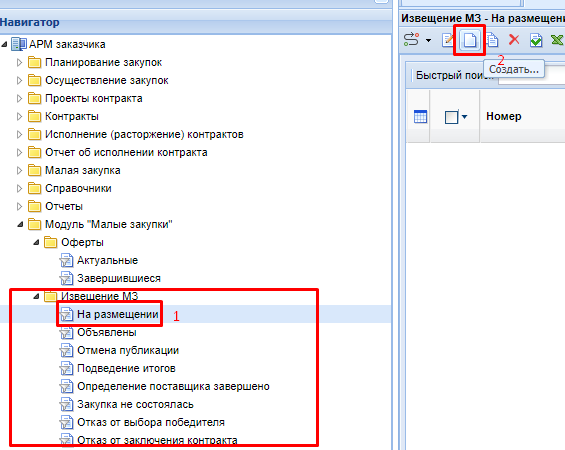 Навигатор
АРМ заказчика
Планирование закупок
Осуществление закупок
Проекты контракта
Контракты
Исполнение (расторжение) контрактов
Отчет об исполнении контракта
Малая закупка
Справочники
Отчеты
Модуль "Малые закупки"
Оферты
Актуальные
Завершившиеся
Извещение МЗ
На размещении 1
Объявлены
Отмена публикации
Подведение итогов
Определение поставщика завершено
Закупка не состоялась
Отказ от выбора победителя
Отказ от заключения контракта
Извещение МЗ - На размещени
2
Создать...
Быстрый поиск
Номер